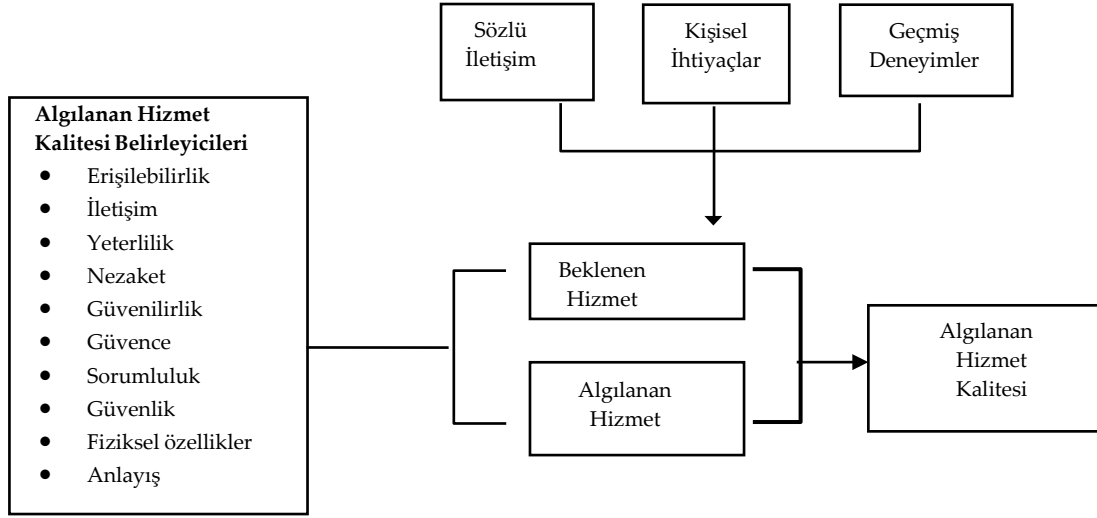 Sözlü
İletişim
Kişisel
İhtiyaçlar
Geçmiş
Deneyimler
Algılanan Hizmet
Kalitesi Belirleyicileri
• Erişilebilirlik
• İletişim
• Yeterlilik
• Nezaket
• Güvenilirlik
• Güvence
• Sorumluluk
• Güvenlik
• Fiziksel özellikler
• Anlayış
Beklenen
Hizmet
Algılanan
Hizmet
Algılanan
Hizmet
Kalitesi